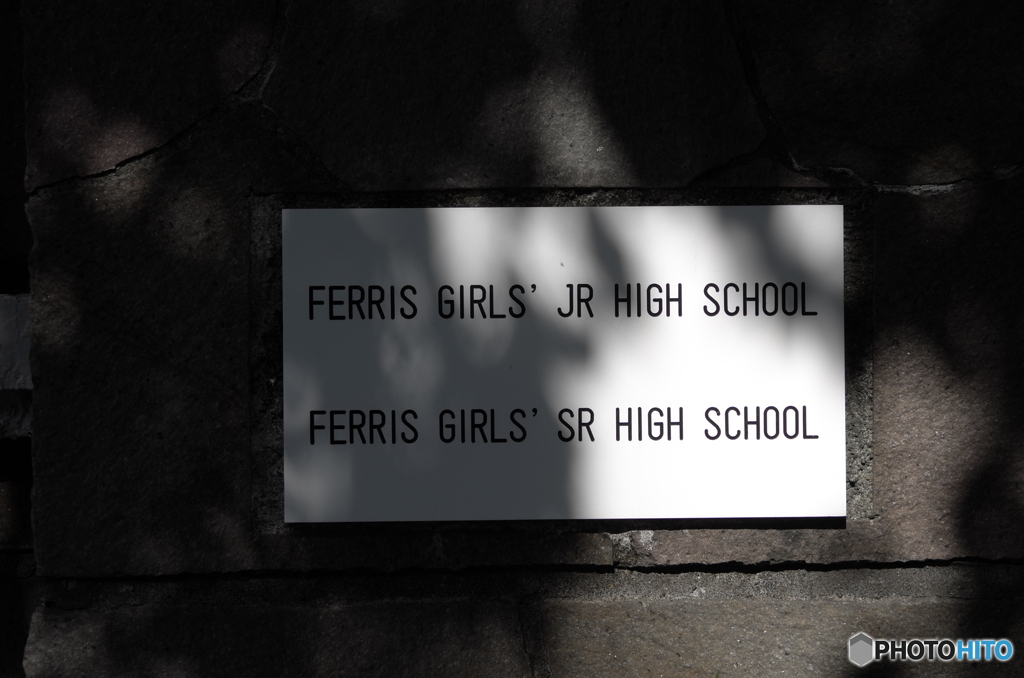 FERRIS GIRLS' JR HIGH SCHOOL
FERRIS GIRLS' SR HIGH SCHOOL
PHOTOHITO